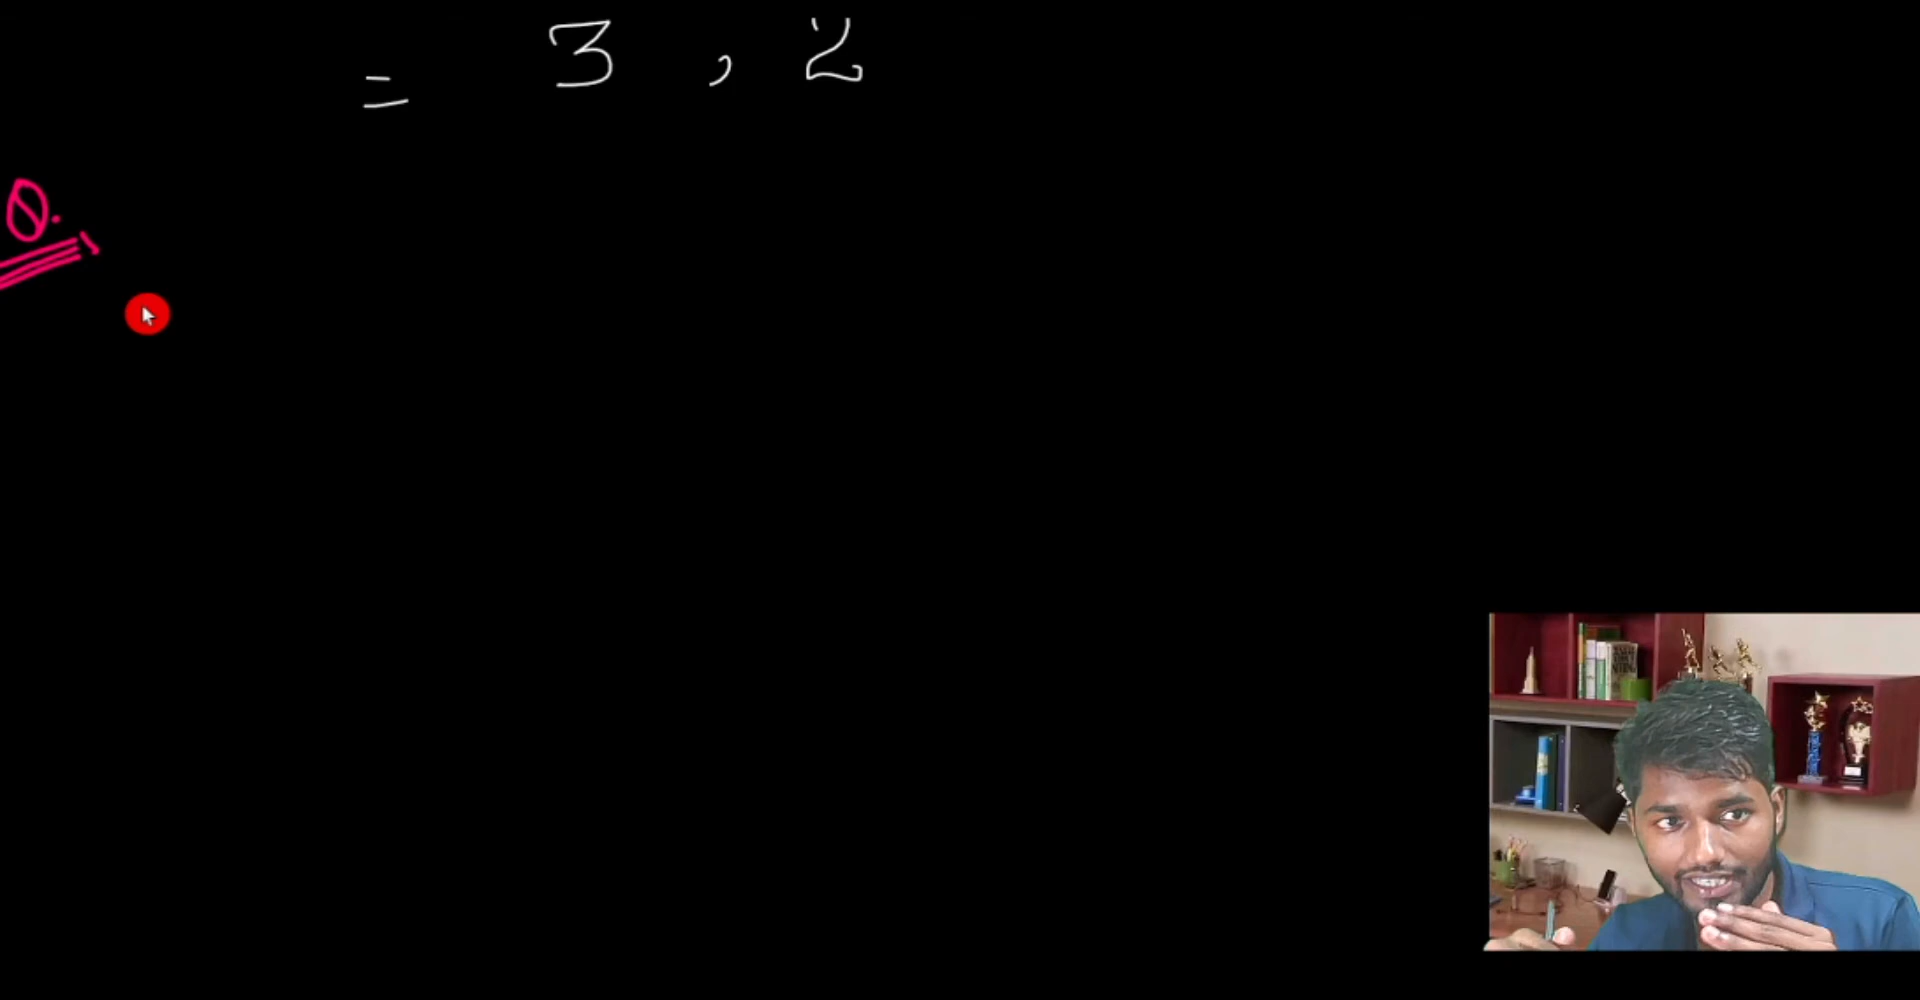 = 3 , 2
Q.